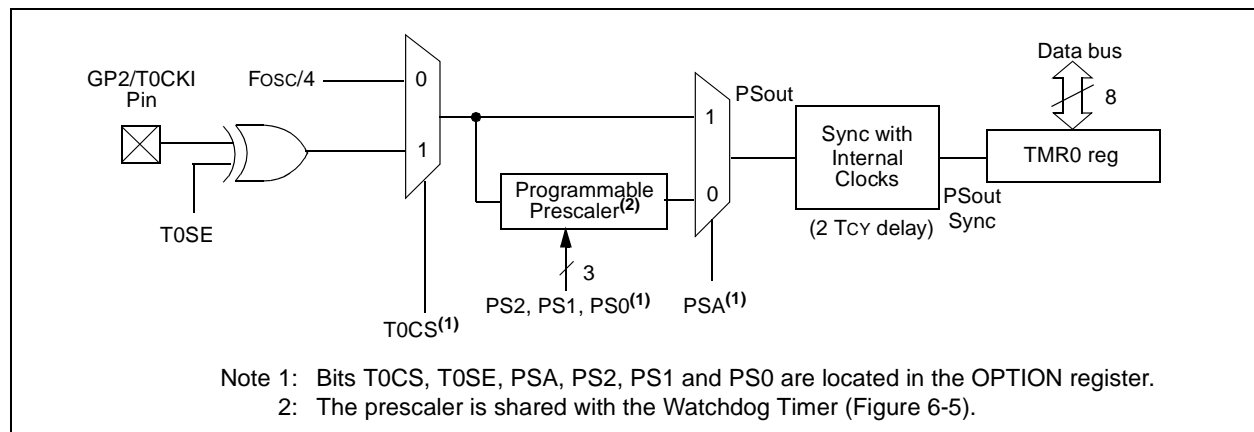 Data bus
8
GP2/T0CKI
Pin
FOSC/4
0
1
T0SE
T0CS(1)
Programmable
Prescaler(2)
3
PS2, PS1, PS0(1)
1
0
PSA(1)
PSout
Sync with
Internal
Clocks
(2 TCY delay)
PSout
Sync
TMR0 reg
Note 1: Bits T0CS, T0SE, PSA, PS2, PS1 and PS0 are located in the OPTION register.
2: The prescaler is shared with the Watchdog Timer (Figure 6-5).